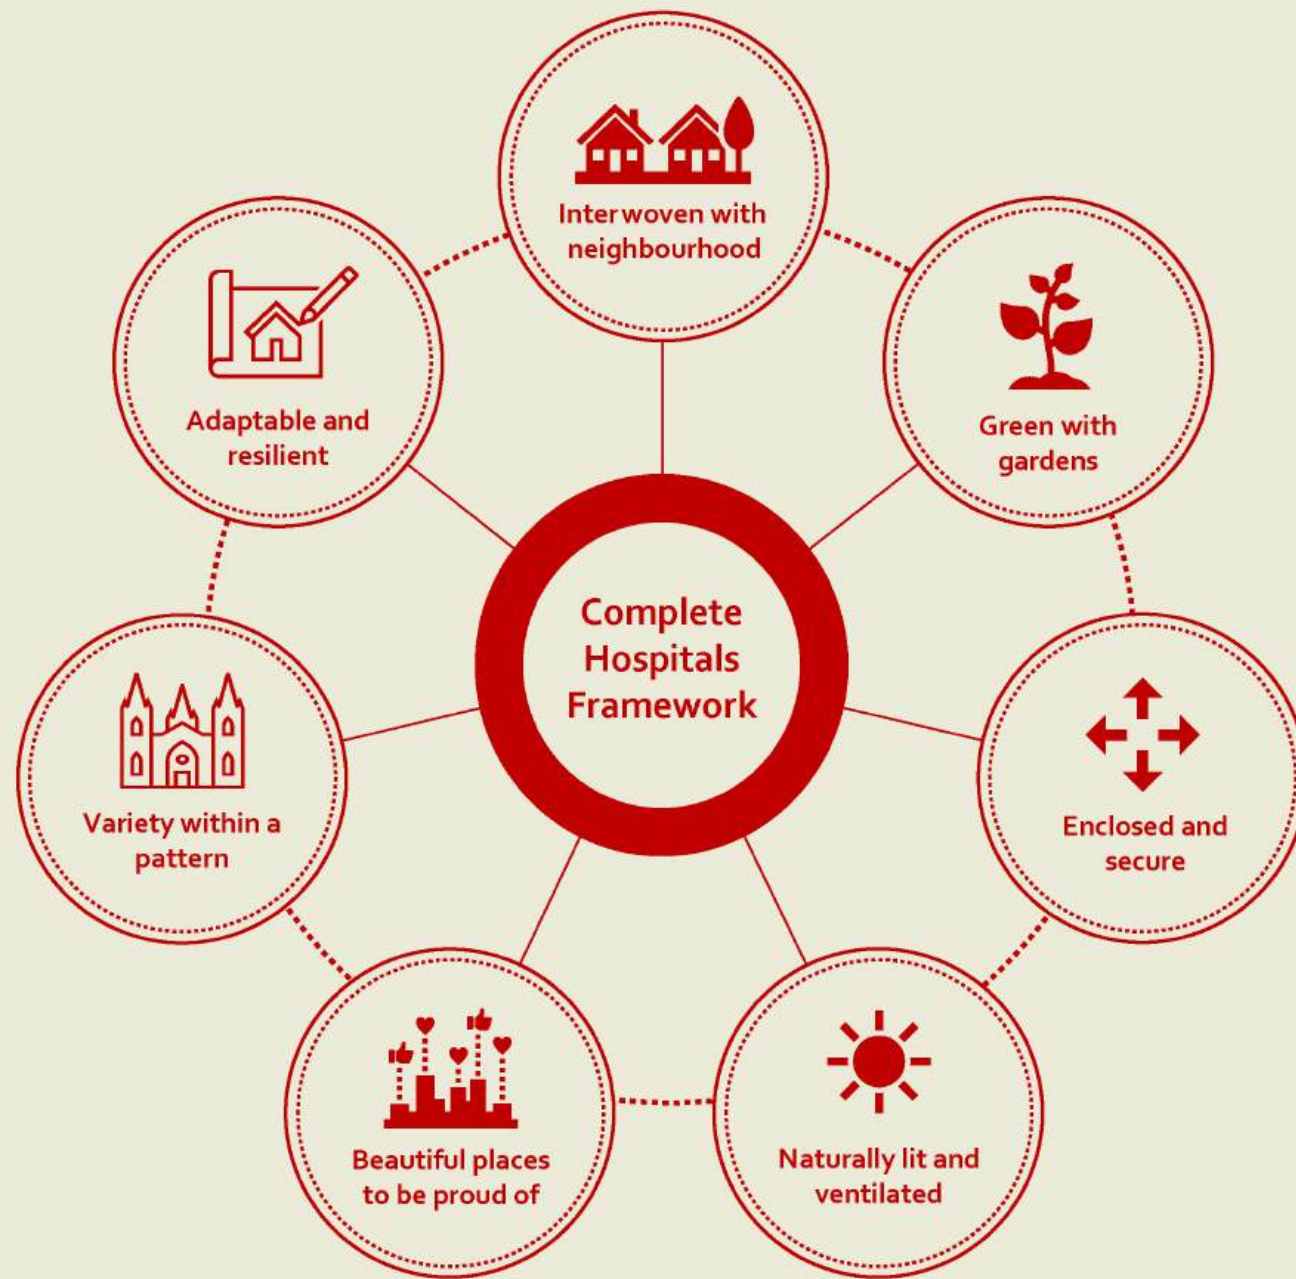 Interwoven with
neighbourhood
Green with
gardens
Enclosed and
secure
Naturally lit and
ventilated
Beautiful places
to be proud of
Variety within a
pattern
Adaptable and
resilient
Complete
Hospitals
Framework